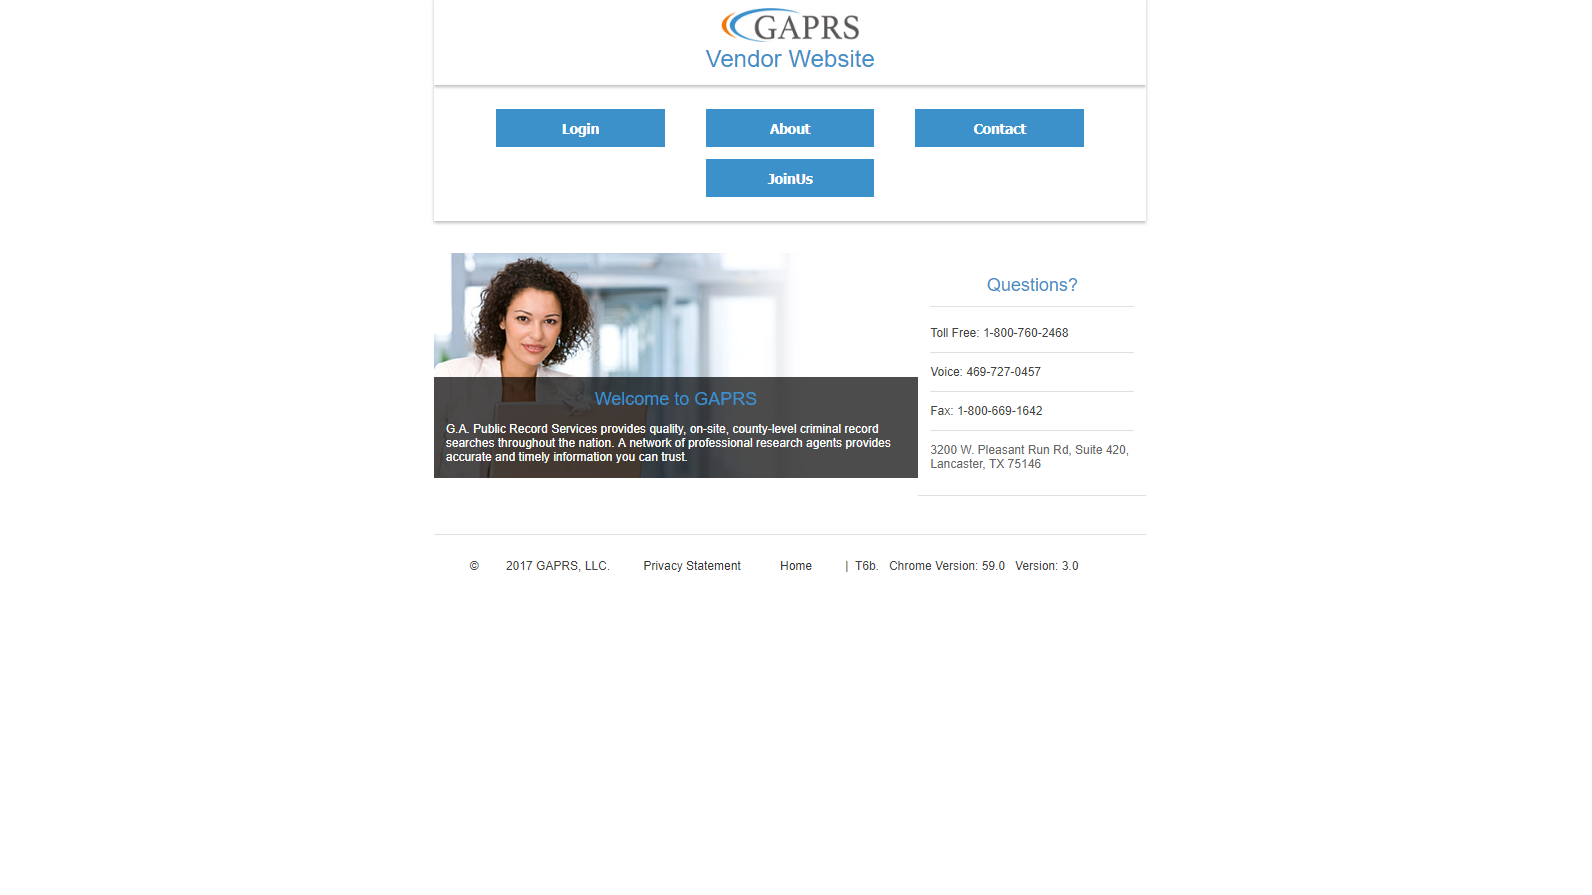 GAPRS
Vendor Website
Login
About
Contact
JoinUs
Welcome to GAPRS
G.A. Public Record Services provides quality, on-site, county-level criminal record
searches throughout the nation. A network of professional research agents provides
accurate and timely information you can trust.
Questions?
Toll Free: 1-800-760-2468
Voice: 469-727-0457
Fax: 1-800-669-1642
3200 W. Pleasant Run Rd, Suite 420,
Lancaster, TX 75146
© 2017 GAPRS, LLC. Privacy Statement Home | T6b. Chrome Version: 59.0 Version: 3.0